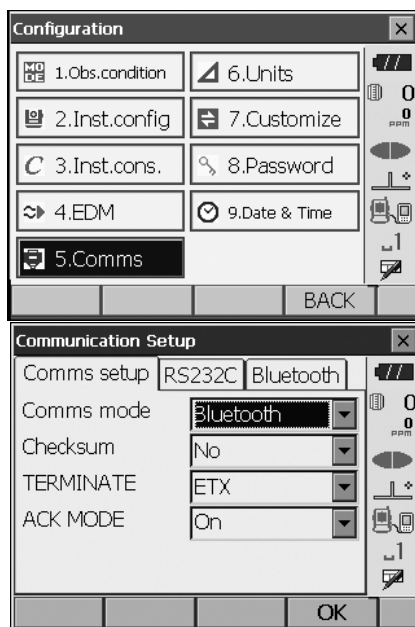 Configuration
MODE 1.Obs.condition
6.Units
2.Inst.config
7.Customize
C 3.Inst.cons.
8.Password
4.EDM
9.Date & Time
5.Comms
0
0
ppm
1
BACK
Communication Setup
Comms setup RS232C Bluetooth
Comms mode Bluetooth
Checksum No
TERMINATE ETX
ACK MODE On
0
0
ppm
1
OK